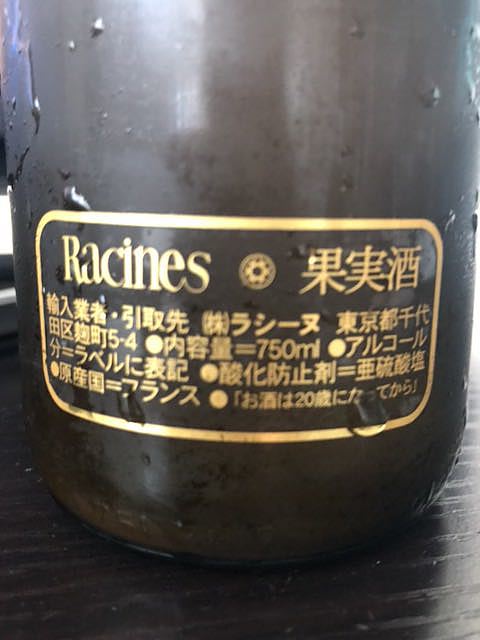 Racines 果実酒
輸入業者・引取先 ㈱ラシーヌ 東京都千代
田区麹町5-4 ●内容量=750ml ●アルコール
分=ラベルに表記 ●酸化防止剤=亜硫酸塩
●原産国=フランス ●「お酒は20歳になってから」